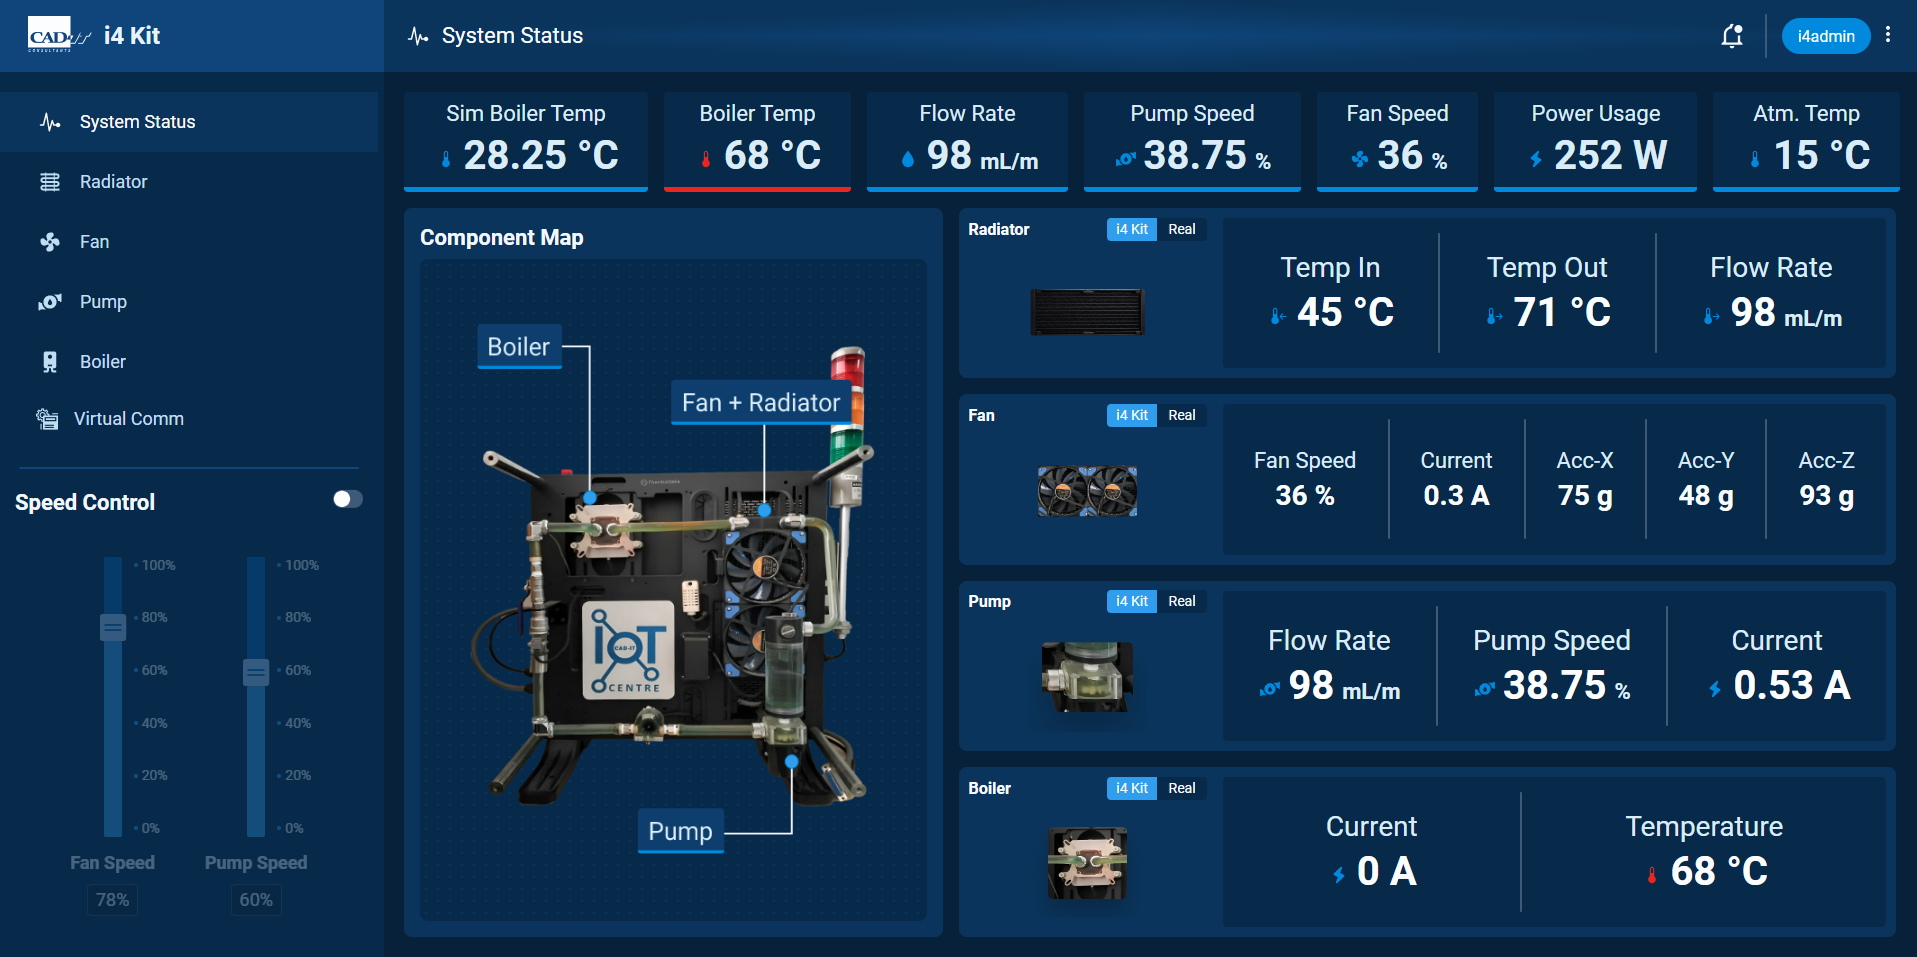 CAD-IT
CONSULTANTS
i4 Kit
System Status
i4admin
System Status
Radiator
Fan
Pump
Boiler
Virtual Comm
Speed Control
100%
80%
60%
40%
20%
0%
Fan Speed
78%
100%
80%
60%
40%
20%
0%
Pump Speed
60%
Sim Boiler Temp
28.25 °C
Boiler Temp
68 °C
Flow Rate
98 mL/m
Pump Speed
38.75 %
Fan Speed
36 %
Power Usage
252 W
Atm. Temp
15 °C
Component Map
Boiler
Fan + Radiator
Thermaltake
IoT
CAD-IT
CENTRE
Pump
Radiator
i4 Kit Real
Temp In
45 °C
Temp Out
71 °C
Flow Rate
98 mL/m
Fan
i4 Kit Real
Fan Speed
36 %
Current
0.3 A
Acc-X
75 g
Acc-Y
48 g
Acc-Z
93 g
Pump
i4 Kit Real
Flow Rate
98 mL/m
Pump Speed
38.75 %
Current
0.53 A
Boiler
i4 Kit Real
Current
0 A
Temperature
68 °C